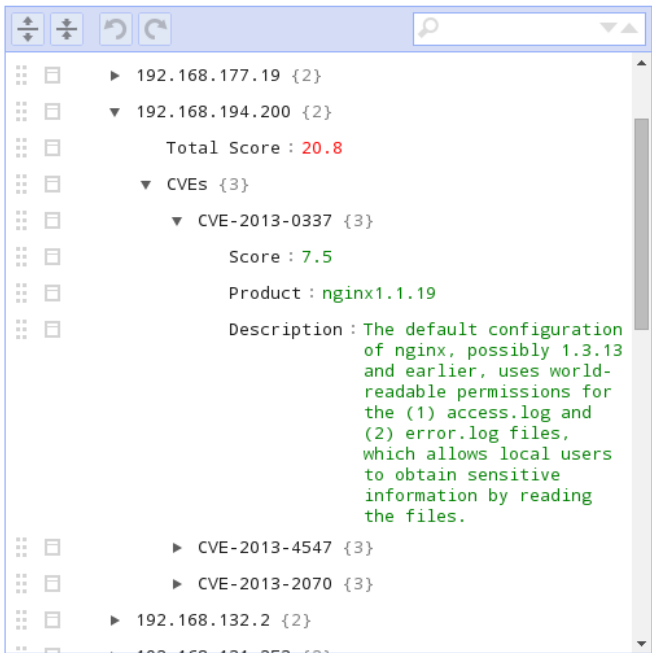 192.168.177.19 {2}
192.168.194.200 {2}
Total Score : 20.8
CVEs {3}
CVE-2013-0337 {3}
Score : 7.5
Product : nginx1.1.19
Description : The default configuration
of nginx, possibly 1.3.13
and earlier, uses world-
readable permissions for
the (1) access.log and
(2) error.log files,
which allows local users
to obtain sensitive
information by reading
the files.
CVE-2013-4547 {3}
CVE-2013-2070 {3}
192.168.132.2 {2}